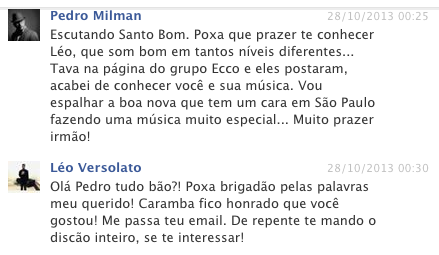 Pedro Milman 28/10/2013 00:25
Escutando Santo Bom. Poxa que prazer te conhecer
Léo, que som bom em tantos níveis diferentes...
Tava na página do grupo Ecco e eles postaram,
acabei de conhecer você e sua música. Vou
espalhar a boa nova que tem um cara em São Paulo
fazendo uma música muito especial... Muito prazer
irmão!
Léo Versolato 28/10/2013 00:30
Olá Pedro tudo bão?! Poxa brigadão pelas palavras
meu querido! Caramba fico honrado que você
gostou! Me passa teu email. De repente te mando o
discão inteiro, se te interessar!